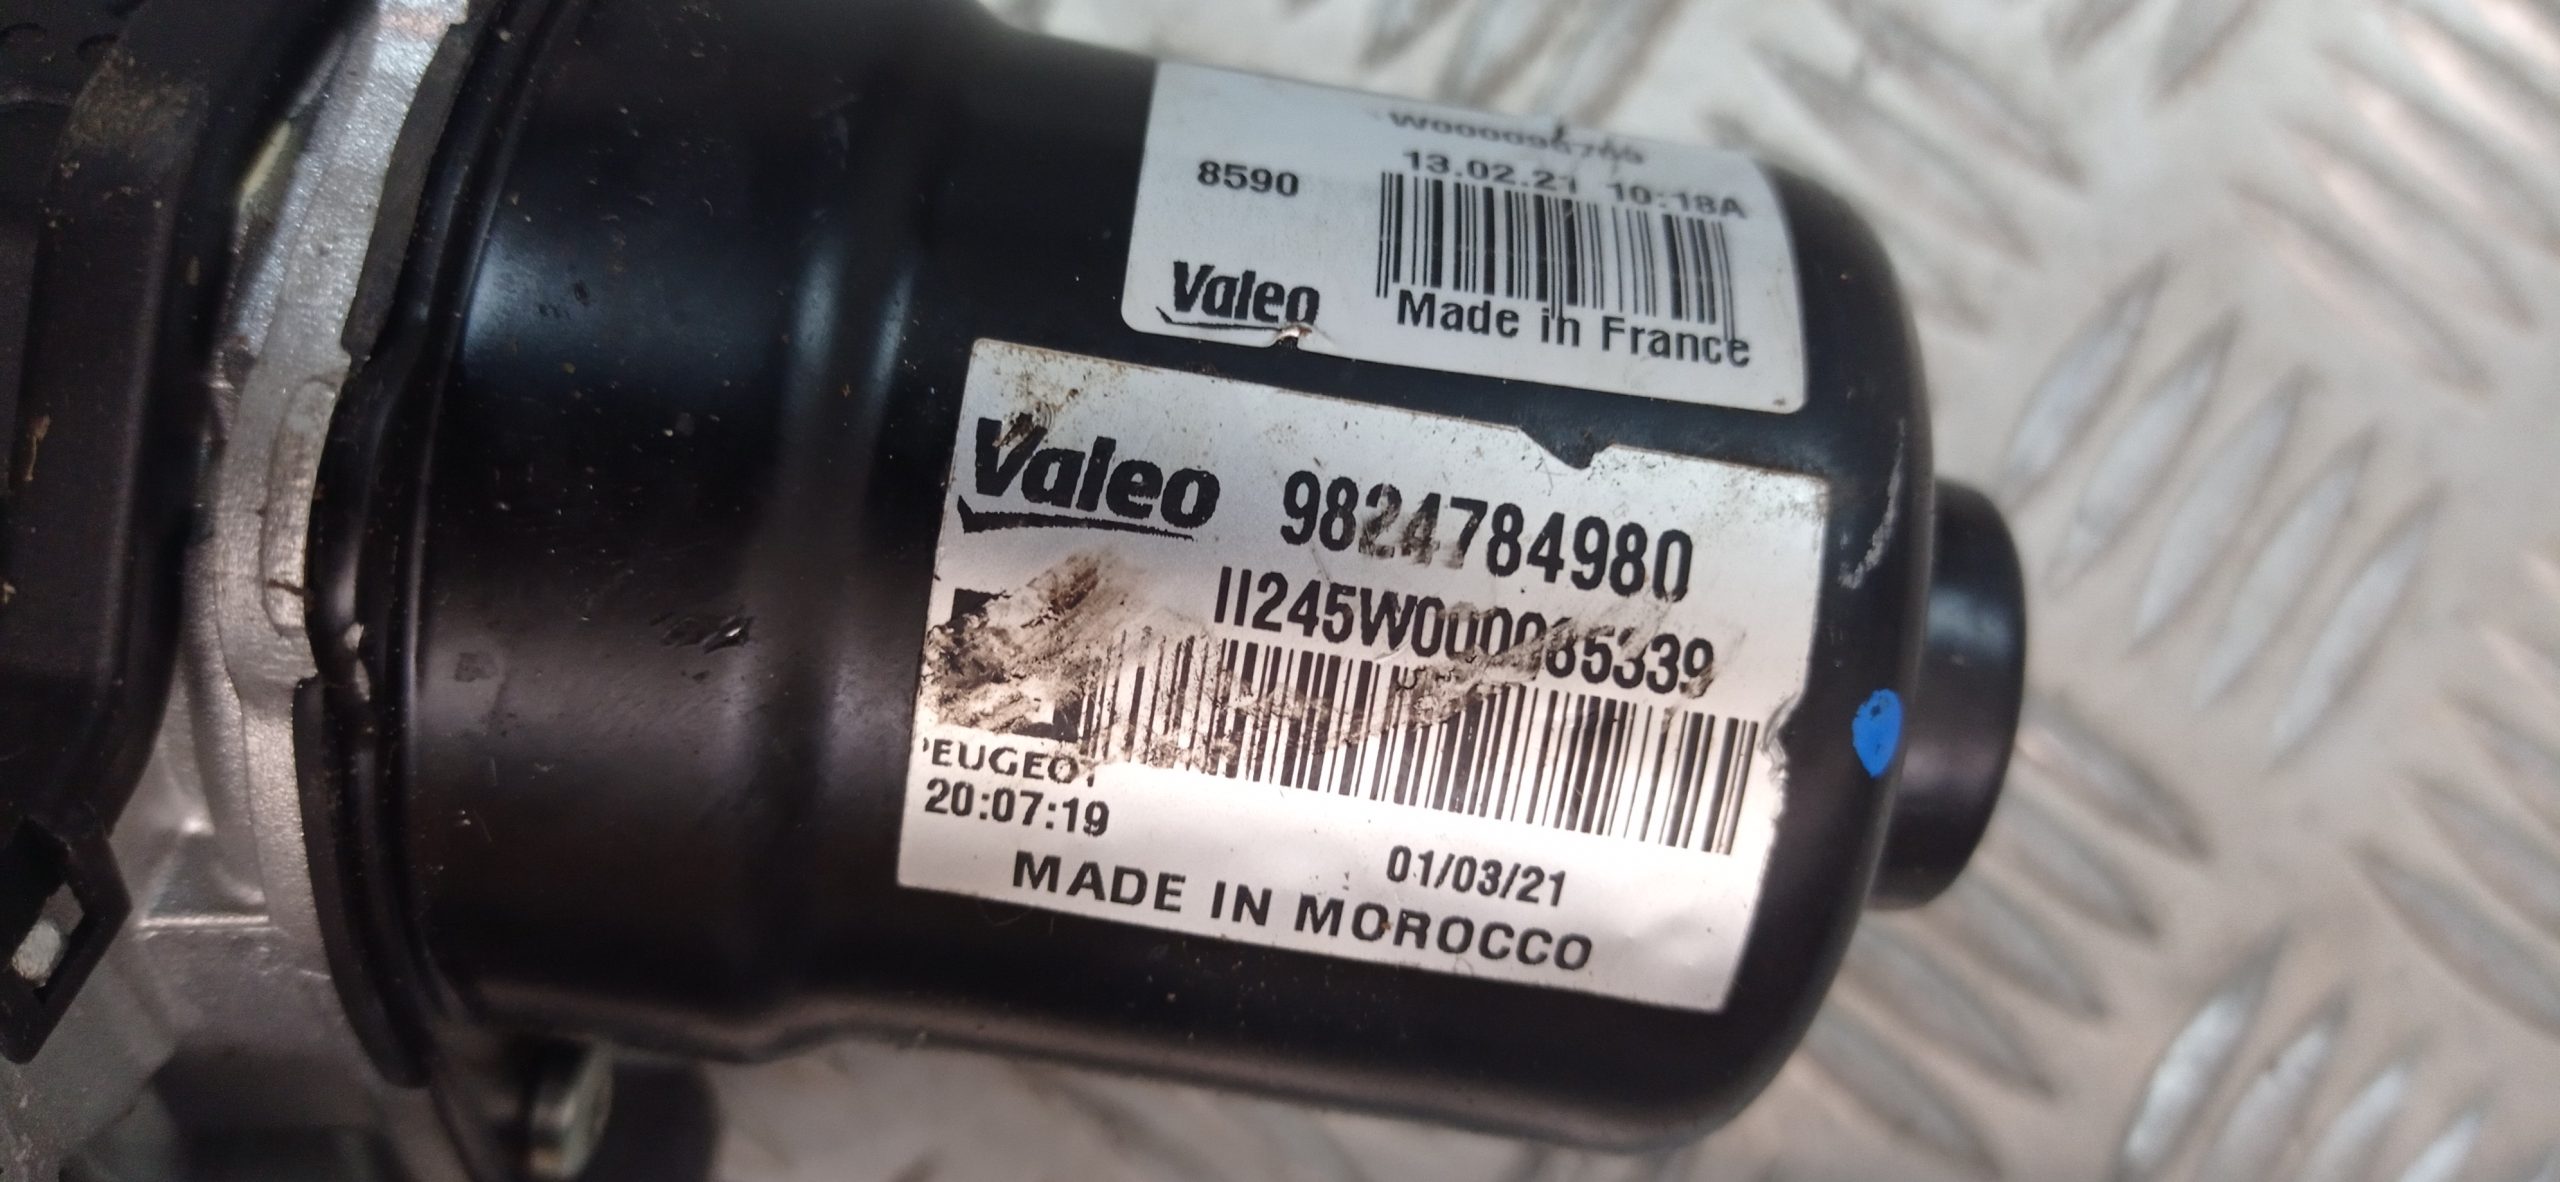 13.02.21 10:18A
8590
Valeo
Made in France
Valeo 9824784980
PEUGEOT
20:07:19
01/03/21
MADE IN MOROCCO